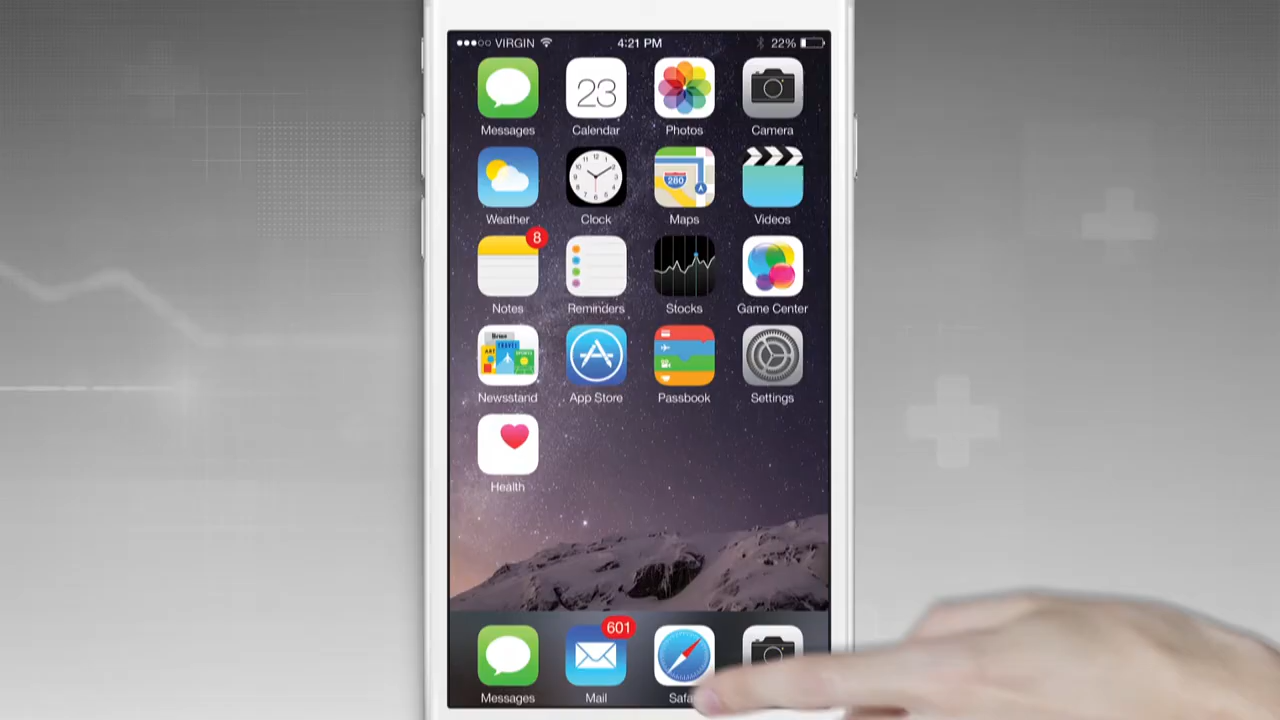 VIRGIN 4:21 PM 22%
23
Messages Calendar Photos Camera
12
280
Weather Clock Maps Videos
8
Notes Reminders Stocks Game Center
Newsstand App Store Passbook Settings
Health
601
Messages Mail